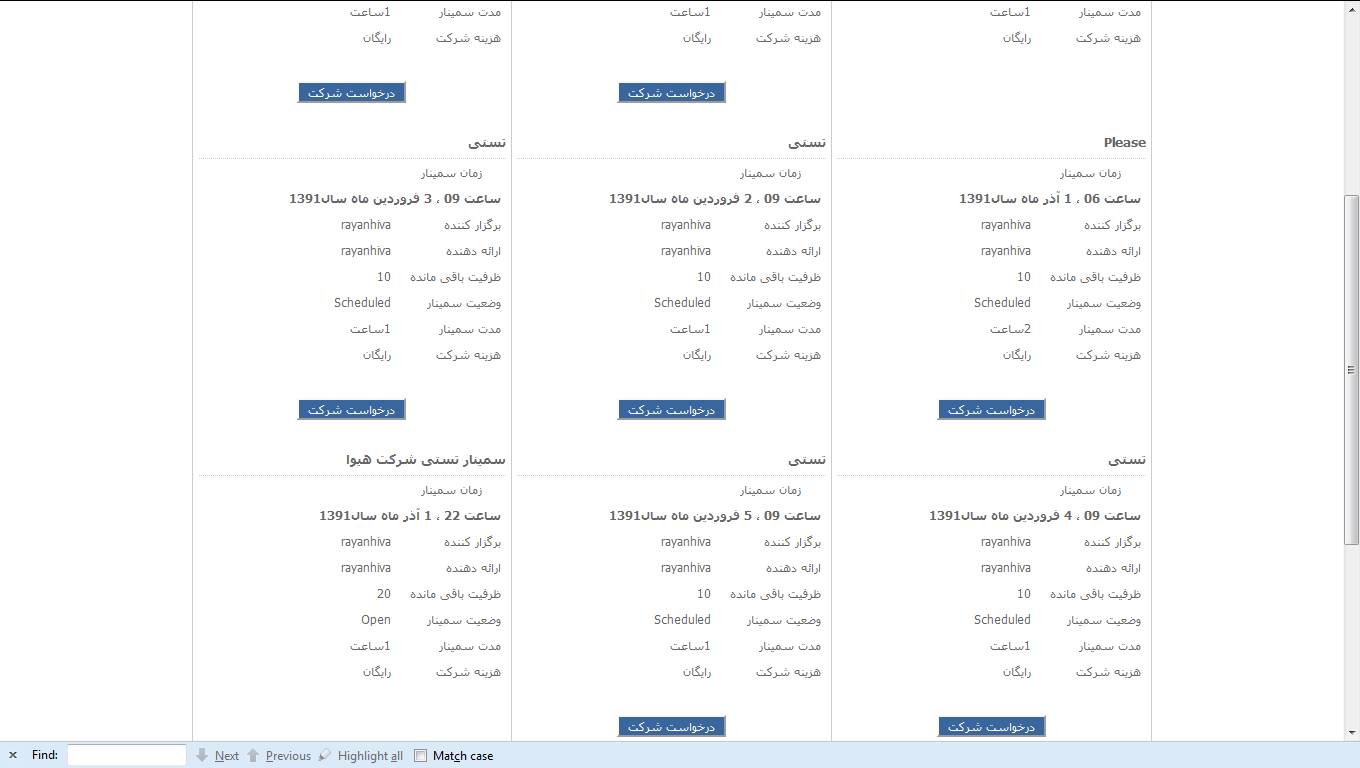 مدت سمینار 1ساعت
هزینه شرکت رایگان
مدت سمینار 1ساعت
هزینه شرکت رایگان
درخواست شرکت
مدت سمینار 1ساعت
هزینه شرکت رایگان
درخواست شرکت
Please
زمان سمینار
ساعت 06 ، 1 آذر ماه سال1391
برگزار کننده rayanhiva
ارائه دهنده rayanhiva
ظرفیت باقی مانده 10
وضعیت سمینار Scheduled
مدت سمینار 2ساعت
هزینه شرکت رایگان
درخواست شرکت
تستی
زمان سمینار
ساعت 09 ، 2 فروردین ماه سال1391
برگزار کننده rayanhiva
ارائه دهنده rayanhiva
ظرفیت باقی مانده 10
وضعیت سمینار Scheduled
مدت سمینار 1ساعت
هزینه شرکت رایگان
درخواست شرکت
تستی
زمان سمینار
ساعت 09 ، 3 فروردین ماه سال1391
برگزار کننده rayanhiva
ارائه دهنده rayanhiva
ظرفیت باقی مانده 10
وضعیت سمینار Scheduled
مدت سمینار 1ساعت
هزینه شرکت رایگان
درخواست شرکت
تستی
زمان سمینار
ساعت 09 ، 4 فروردین ماه سال1391
برگزار کننده rayanhiva
ارائه دهنده rayanhiva
ظرفیت باقی مانده 10
وضعیت سمینار Scheduled
مدت سمینار 1ساعت
هزینه شرکت رایگان
درخواست شرکت
تستی
زمان سمینار
ساعت 09 ، 5 فروردین ماه سال1391
برگزار کننده rayanhiva
ارائه دهنده rayanhiva
ظرفیت باقی مانده 10
وضعیت سمینار Scheduled
مدت سمینار 1ساعت
هزینه شرکت رایگان
درخواست شرکت
سمینار تستی شرکت هیوا
زمان سمینار
ساعت 22 ، 1 آذر ماه سال1391
برگزار کننده rayanhiva
ارائه دهنده rayanhiva
ظرفیت باقی مانده 20
وضعیت سمینار Open
مدت سمینار 1ساعت
هزینه شرکت رایگان
Find: Next Previous Highlight all Match case